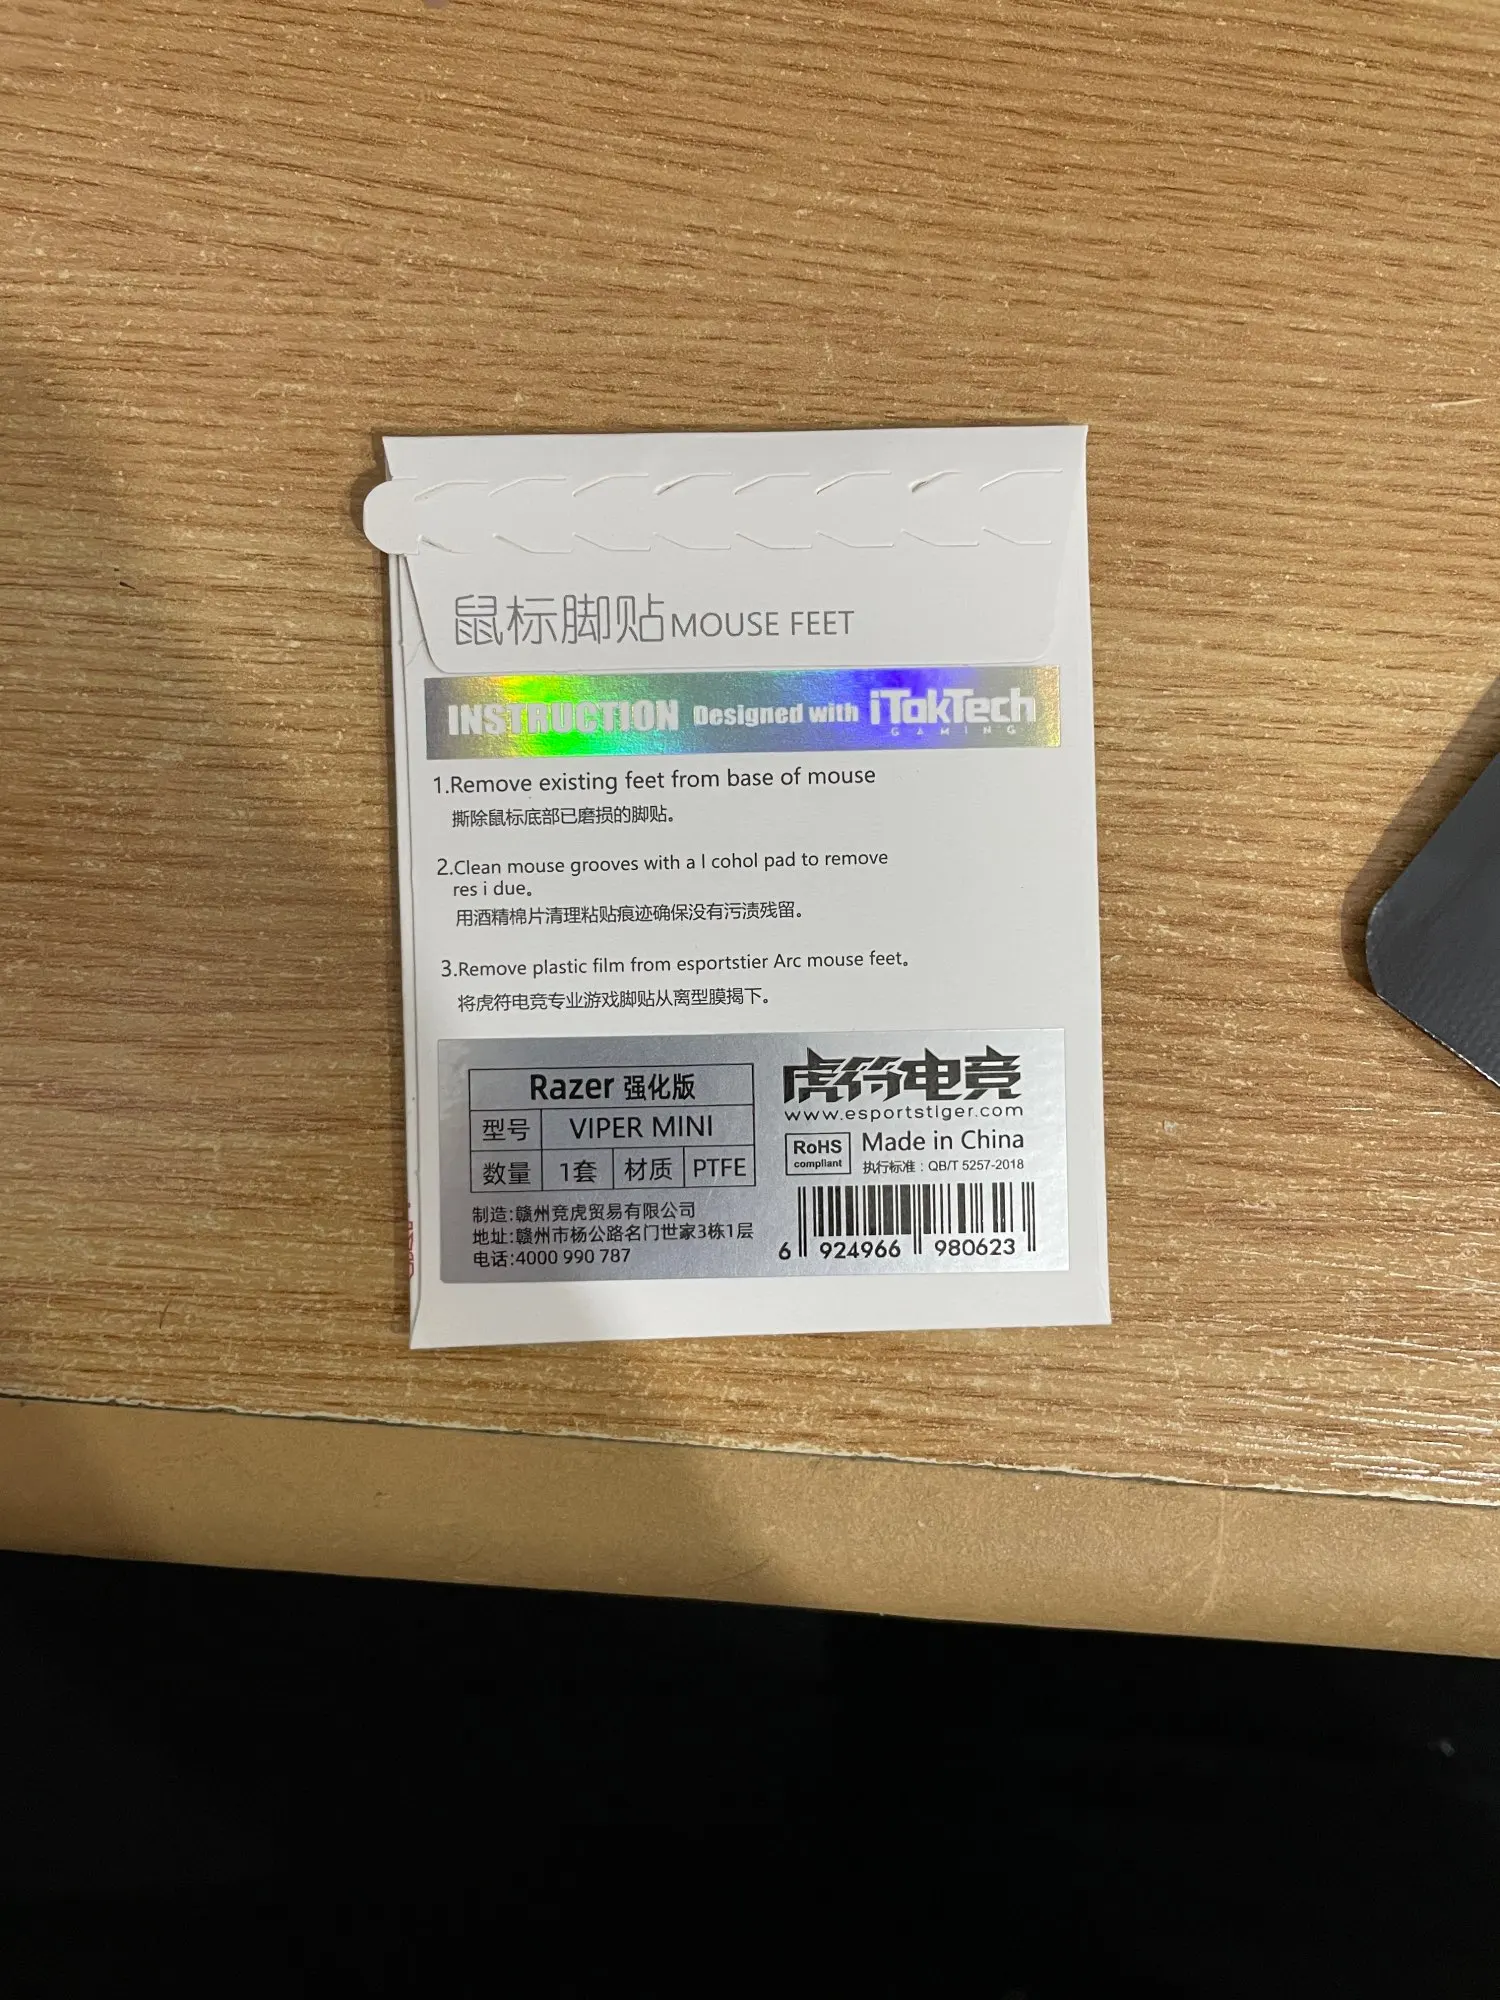 鼠标脚贴MOUSE FEET
INSTRUCTION Designed with iTakTech
GAMING
1.Remove existing feet from base of mouse
撕除鼠标底部已磨损的脚贴。
2.Clean mouse grooves with a l cohol pad to remove
res i due。
用酒精棉片清理粘贴痕迹确保没有污渍残留。
3.Remove plastic film from esportstier Arc mouse feet。
将虎符电竞专业游戏脚贴从离型膜揭下。
Razer 强化版
型号 VIPER MINI
数量 1套 材质 PTFE
制造:赣州竞虎贸易有限公司
地址:赣州市杨公路名门世家3栋1层
电话:4000 990 787
虎符电竞
www.esportstiger.com
RoHS
compliant
Made in China
执行标准：QB/T 5257-2018
6 924966 980623